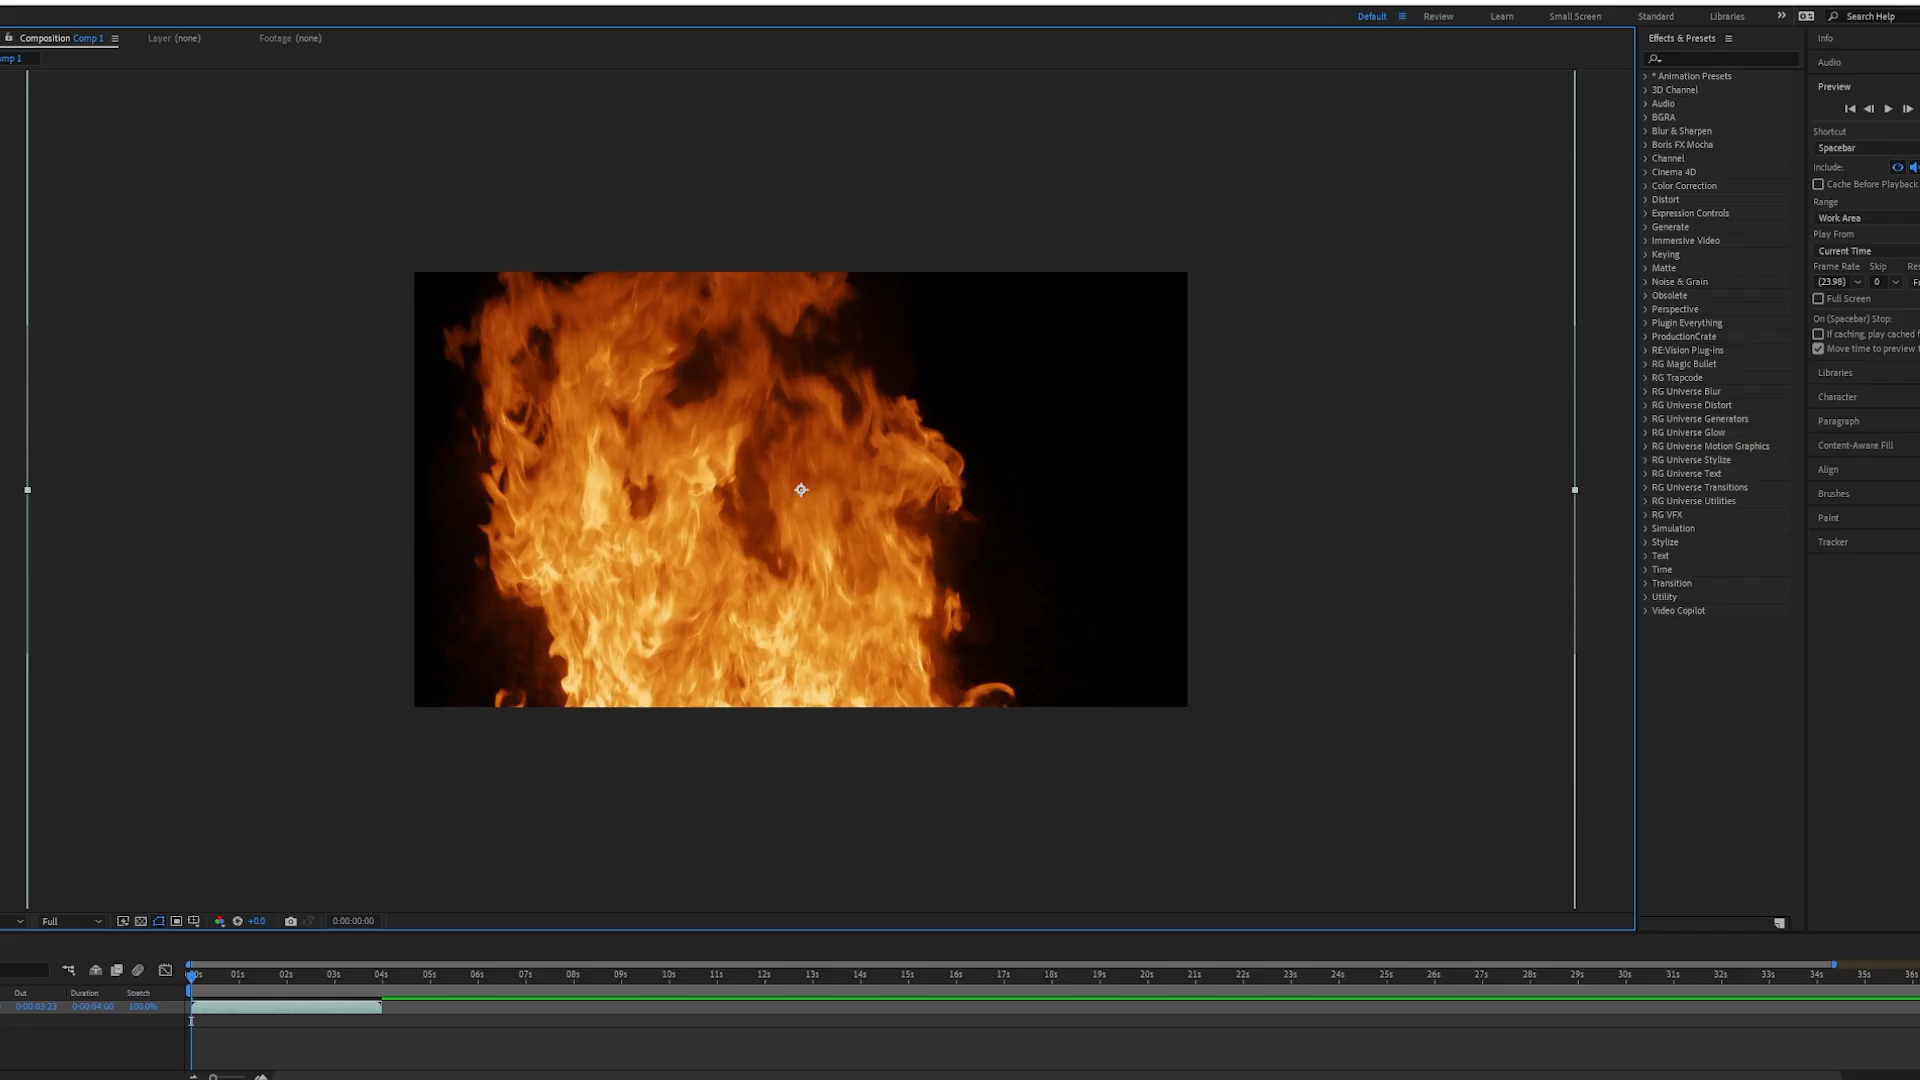 Default Review Learn Small Screen Standard Libraries Search Help
Composition Comp 1 Layer (none) Footage (none)
Effects & Presets
Info
Audio
Preview
* Animation Presets
3D Channel
Audio
BGRA
Blur & Sharpen
Boris FX Mocha
Channel
Cinema 4D
Color Correction
Distort
Expression Controls
Generate
Immersive Video
Keying
Matte
Noise & Grain
Obsolete
Perspective
Plugin Everything
ProductionCrate
RE:Vision Plug-ins
RG Magic Bullet
RG Trapcode
RG Universe Blur
RG Universe Distort
RG Universe Generators
RG Universe Glow
RG Universe Motion Graphics
RG Universe Stylize
RG Universe Text
RG Universe Transitions
RG Universe Utilities
RG VFX
Simulation
Stylize
Text
Time
Transition
Utility
Video Copilot
Shortcut
Spacebar
Include:
Cache Before Playback
Range
Work Area
Play From
Current Time
Frame Rate Skip Res
(23.98) 0
Full Screen
On (Spacebar) Stop:
If caching, play cached f
Move time to preview t
Libraries
Character
Paragraph
Content-Aware Fill
Align
Brushes
Paint
Tracker
Full +0.0 0:00:00:00
01s 02s 03s 04s 05s 06s 07s 08s 09s 10s 11s 12s 13s 14s 15s 16s 17s 18s 19s 20s 21s 22s 23s 24s 25s 26s 27s 28s 29s 30s 31s 32s 33s 34s 35s 36s
Out Duration Stretch
0:00:03:23 0:00:04:00 100.0%